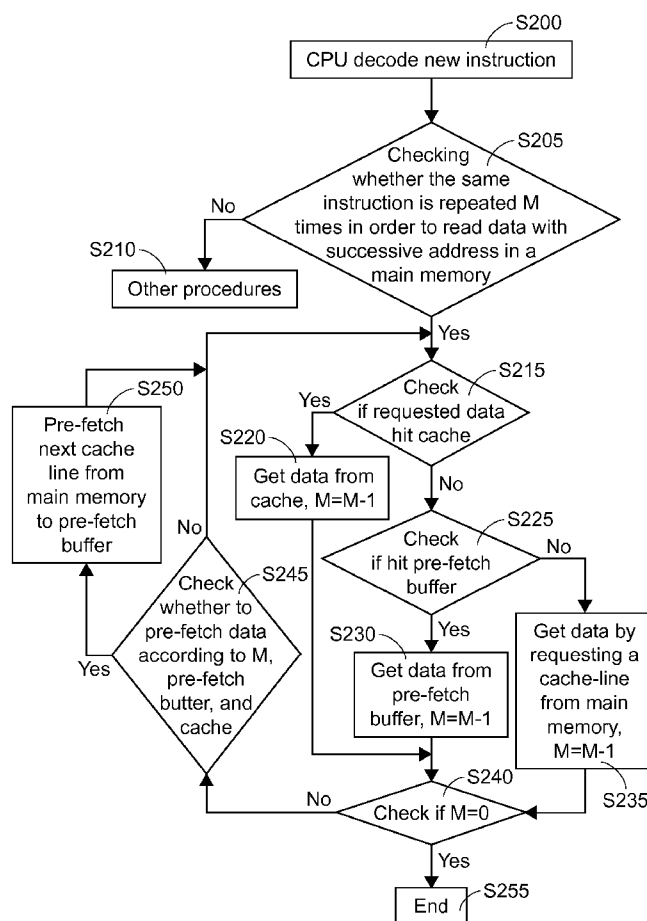 S200
CPU decode new instruction
S205
Checking
whether the same
instruction is repeated M
times in order to read data with
successive address in a
main memory
No
S210
Other procedures
Yes
S215
Check
if requested data
hit cache
Yes
S220
Get data from
cache, M=M-1
No
S225
Check
if hit pre-fetch
buffer
No
Yes
S230
Get data from
pre-fetch
buffer, M=M-1
Get data by
requesting a
cache-line
from main
memory,
M=M-1
S235
S240
Check if M=0
No
Yes
S255
End
S245
Check
whether to
pre-fetch data
according to M,
pre-fetch
butter, and
cache
No
Yes
S250
Pre-fetch
next cache
line from
main memory
to pre-fetch
buffer